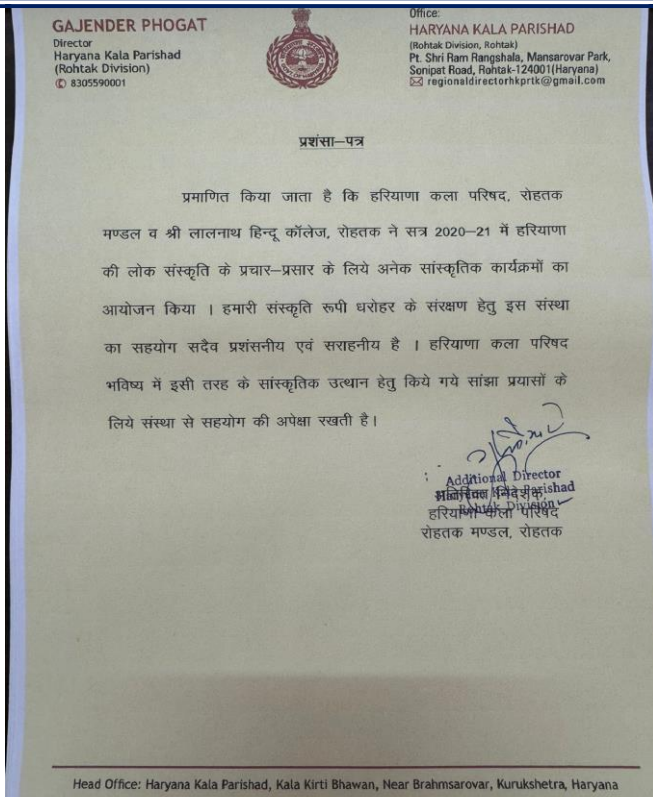 GAJENDER PHOGAT
Director
Haryana Kala Parishad
(Rohtak Division)
8305590001
Office:
HARYANA KALA PARISHAD
(Rohtak Division, Rohtak)
Pt. Shri Ram Rangshala, Mansarovar Park,
Sonipat Road, Rohtak-124001(Haryana)
regionaldirectorhkprtk@gmail.com
प्रशंसा–पत्र
प्रमाणित किया जाता है कि हरियाणा कला परिषद, रोहतक
मण्डल व श्री लालनाथ हिन्दू कॉलेज, रोहतक ने सत्र 2020–21 में हरियाणा
की लोक संस्कृति के प्रचार–प्रसार के लिये अनेक सांस्कृतिक कार्यक्रमों का
आयोजन किया । हमारी संस्कृति रूपी धरोहर के संरक्षण हेतु इस संस्था
का सहयोग सदैव प्रशंसनीय एवं सराहनीय है । हरियाणा कला परिषद
भविष्य में इसी तरह के सांस्कृतिक उत्थान हेतु किये गये सांझा प्रयासों के
लिये संस्था से सहयोग की अपेक्षा रखती है।
Additional Director
Parishad
अतिरिक्त निदेशक,
Rohtak Division
हरियाणा कला परिषद
रोहतक मण्डल, रोहतक
Head Office: Haryana Kala Parishad, Kala Kirti Bhawan, Near Brahmsarovar, Kurukshetra, Haryana